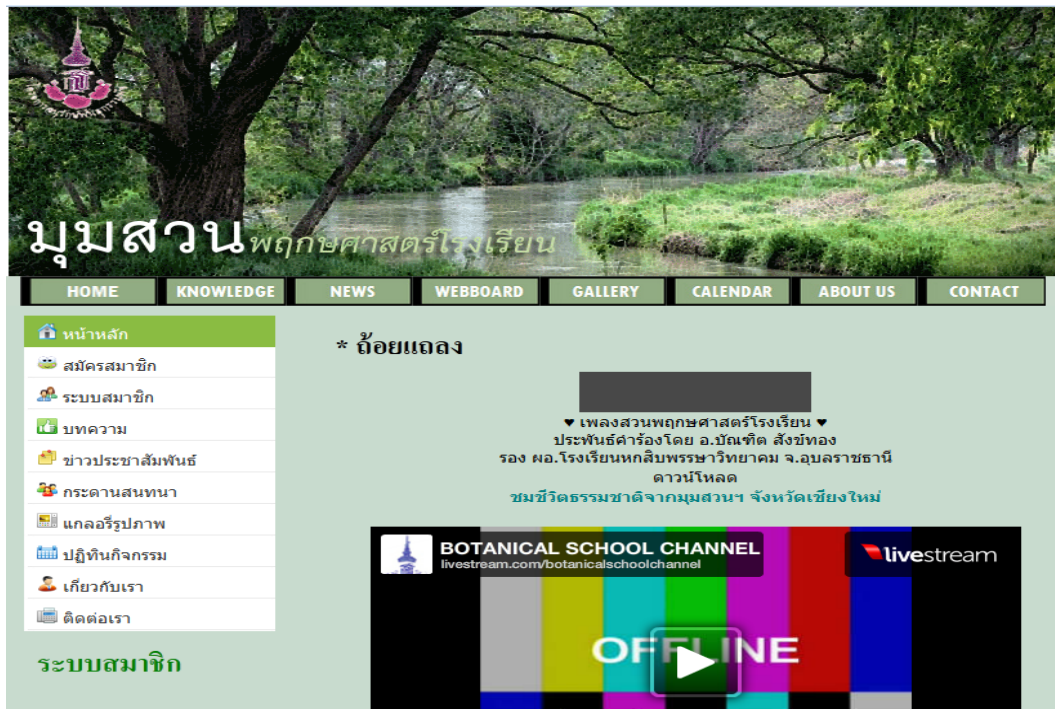 มุมสวนพฤกษศาสตร์โรงเรียน
HOME KNOWLEDGE NEWS WEBBOARD GALLERY CALENDAR ABOUT US CONTACT
หน้าหลัก
สมัครสมาชิก
ระบบสมาชิก
บทความ
ข่าวประชาสัมพันธ์
กระดานสนทนา
แกลอรีรูปภาพ
ปฏิทินกิจกรรม
เกี่ยวกับเรา
ติดต่อเรา
ระบบสมาชิก
* ถ้อยแถลง
♥ เพลงสวนพฤกษศาสตร์โรงเรียน ♥
ประพันธ์คำร้องโดย อ.บัณฑิต สังข์ทอง
รอง ผอ.โรงเรียนหกสิบพรรษาวิทยาคม จ.อุบลราชธานี
ดาวน์โหลด
ชมชีวิตธรรมชาติจากมุมสวนฯ จังหวัดเชียงใหม่
BOTANICAL SCHOOL CHANNEL
livestream.com/botanicalschoolchannel
livestream
OFFLINE